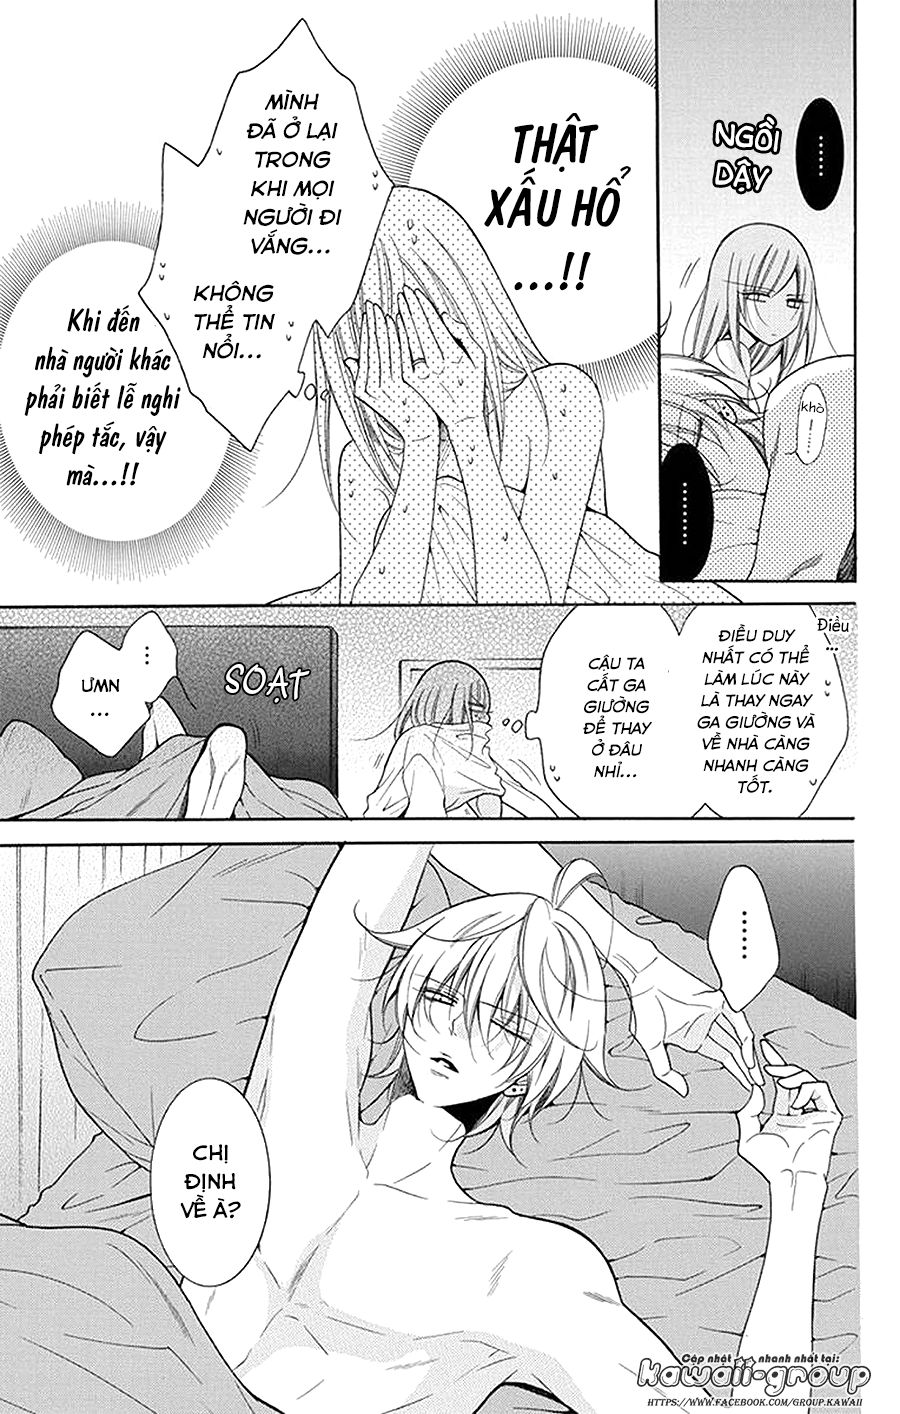 ......
NGỒI
DẬY
khò
—
......
.........
THẬT
XẤU HỔ
...!!
MÌNH
ĐÃ Ở LẠI
TRONG
KHI MỌI
NGƯỜI ĐI
VẮNG...
KHÔNG
THỂ TIN
NỔI...
Khi đến
nhà người khác
phải biết lễ nghi
phép tắc, vậy
mà...!!
Điều
...
ĐIỀU DUY
NHẤT CÓ THỂ
LÀM LÚC NÀY
LÀ THAY NGAY
GA GIƯỜNG VÀ
VỀ NHÀ CÀNG
NHANH CÀNG
TỐT.
CẬU TA
CẤT GA
GIƯỜNG
ĐỂ THAY
Ở ĐÂU
NHỈ...
SOẠT
...
ƯMN
...
......
CHỊ
ĐỊNH
VỀ À?
Cập nhật nhanh nhất tại:
kawaii-group
HTTPS://WWW.FACEBOOK.COM/GROUP.KAWAII